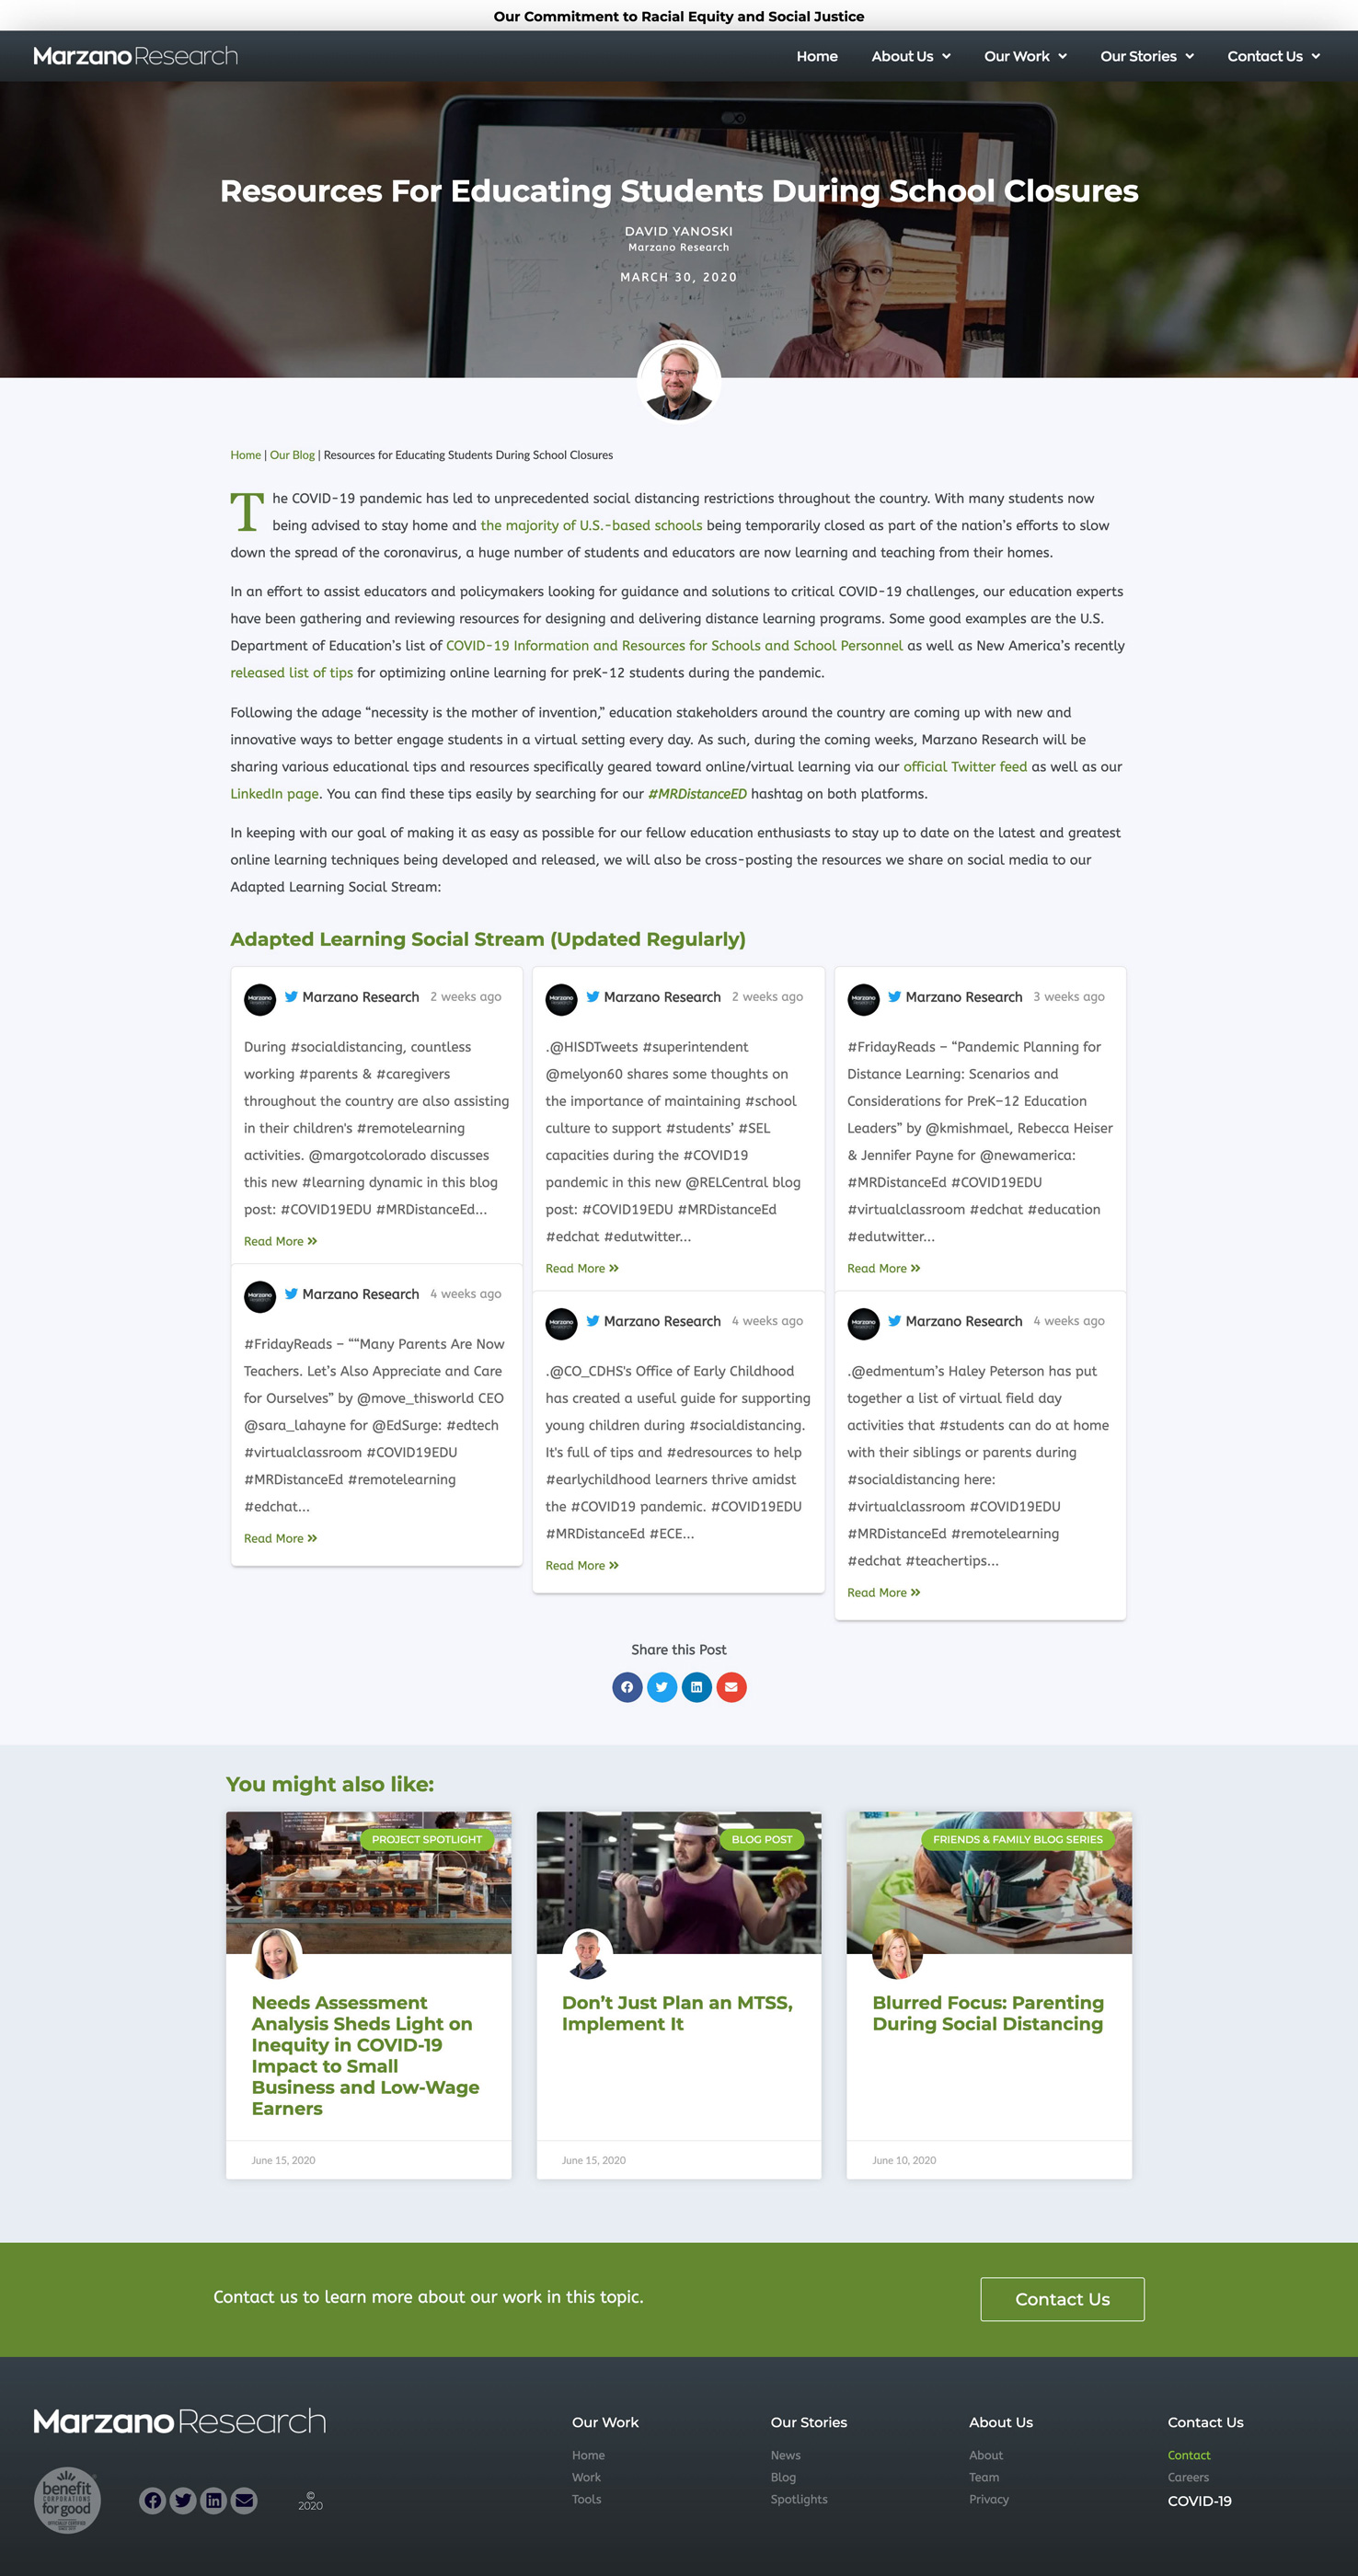 Our Commitment to Racial Equity and Social Justice
MarzanoResearch
Home About Us Our Work Our Stories Contact Us
Resources For Educating Students During School Closures
DAVID YANOSKI
Marzano Research
MARCH 30, 2020
Home | Our Blog | Resources for Educating Students During School Closures
The COVID-19 pandemic has led to unprecedented social distancing restrictions throughout the country. With many students now
being advised to stay home and the majority of U.S.-based schools being temporarily closed as part of the nation’s efforts to slow
down the spread of the coronavirus, a huge number of students and educators are now learning and teaching from their homes.
In an effort to assist educators and policymakers looking for guidance and solutions to critical COVID-19 challenges, our education experts
have been gathering and reviewing resources for designing and delivering distance learning programs. Some good examples are the U.S.
Department of Education’s list of COVID-19 Information and Resources for Schools and School Personnel as well as New America’s recently
released list of tips for optimizing online learning for preK-12 students during the pandemic.
Following the adage “necessity is the mother of invention,” education stakeholders around the country are coming up with new and
innovative ways to better engage students in a virtual setting every day. As such, during the coming weeks, Marzano Research will be
sharing various educational tips and resources specifically geared toward online/virtual learning via our official Twitter feed as well as our
LinkedIn page. You can find these tips easily by searching for our #MRDistanceED hashtag on both platforms.
In keeping with our goal of making it as easy as possible for our fellow education enthusiasts to stay up to date on the latest and greatest
online learning techniques being developed and released, we will also be cross-posting the resources we share on social media to our
Adapted Learning Social Stream:
Adapted Learning Social Stream (Updated Regularly)
Marzano Research 2 weeks ago
During #socialdistancing, countless
working #parents & #caregivers
throughout the country are also assisting
in their children's #remotelearning
activities. @margotcolorado discusses
this new #learning dynamic in this blog
post: #COVID19EDU #MRDistanceEd...
Read More »
Marzano Research 2 weeks ago
.@HISDTweets #superintendent
@melyon60 shares some thoughts on
the importance of maintaining #school
culture to support #students’ #SEL
capacities during the #COVID19
pandemic in this new @RELCentral blog
post: #COVID19EDU #MRDistanceEd
#edchat #edutwitter...
Read More »
Marzano Research 3 weeks ago
#FridayReads – “Pandemic Planning for
Distance Learning: Scenarios and
Considerations for PreK–12 Education
Leaders” by @kmishmael, Rebecca Heiser
& Jennifer Payne for @newamerica:
#MRDistanceEd #COVID19EDU
#virtualclassroom #edchat #education
#edutwitter...
Read More »
Marzano Research 4 weeks ago
#FridayReads – ““Many Parents Are Now
Teachers. Let’s Also Appreciate and Care
for Ourselves” by @move_thisworld CEO
@sara_lahayne for @EdSurge: #edtech
#virtualclassroom #COVID19EDU
#MRDistanceEd #remotelearning
#edchat...
Read More »
Marzano Research 4 weeks ago
.@CO_CDHS's Office of Early Childhood
has created a useful guide for supporting
young children during #socialdistancing.
It's full of tips and #edresources to help
#earlychildhood learners thrive amidst
the #COVID19 pandemic. #COVID19EDU
#MRDistanceEd #ECE...
Read More »
Marzano Research 4 weeks ago
.@edmentum’s Haley Peterson has put
together a list of virtual field day
activities that #students can do at home
with their siblings or parents during
#socialdistancing here:
#virtualclassroom #COVID19EDU
#MRDistanceEd #remotelearning
#edchat #teachertips...
Read More »
Share this Post
You might also like:
PROJECT SPOTLIGHT
Needs Assessment
Analysis Sheds Light on
Inequity in COVID-19
Impact to Small
Business and Low-Wage
Earners
June 15, 2020
BLOG POST
Don’t Just Plan an MTSS,
Implement It
June 15, 2020
FRIENDS & FAMILY BLOG SERIES
Blurred Focus: Parenting
During Social Distancing
June 10, 2020
Contact us to learn more about our work in this topic.
Contact Us
MarzanoResearch
benefit
CORPORATIONS
for good
©
2020
Our Work
Home
Work
Tools
Our Stories
News
Blog
Spotlights
About Us
About
Team
Privacy
Contact Us
Contact
Careers
COVID-19